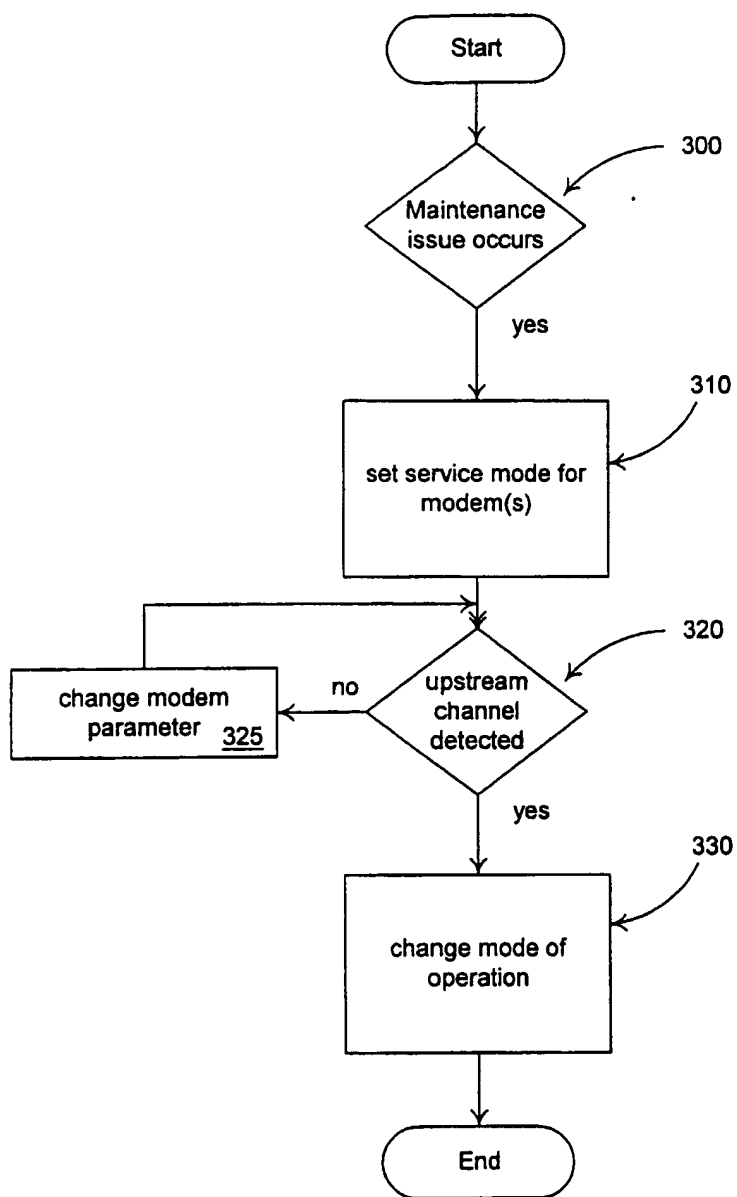 Start
300
Maintenance
issue occurs
yes
310
set service mode for
modem(s)
320
upstream
channel
detected
no
change modem
parameter
325
yes
330
change mode of
operation
End